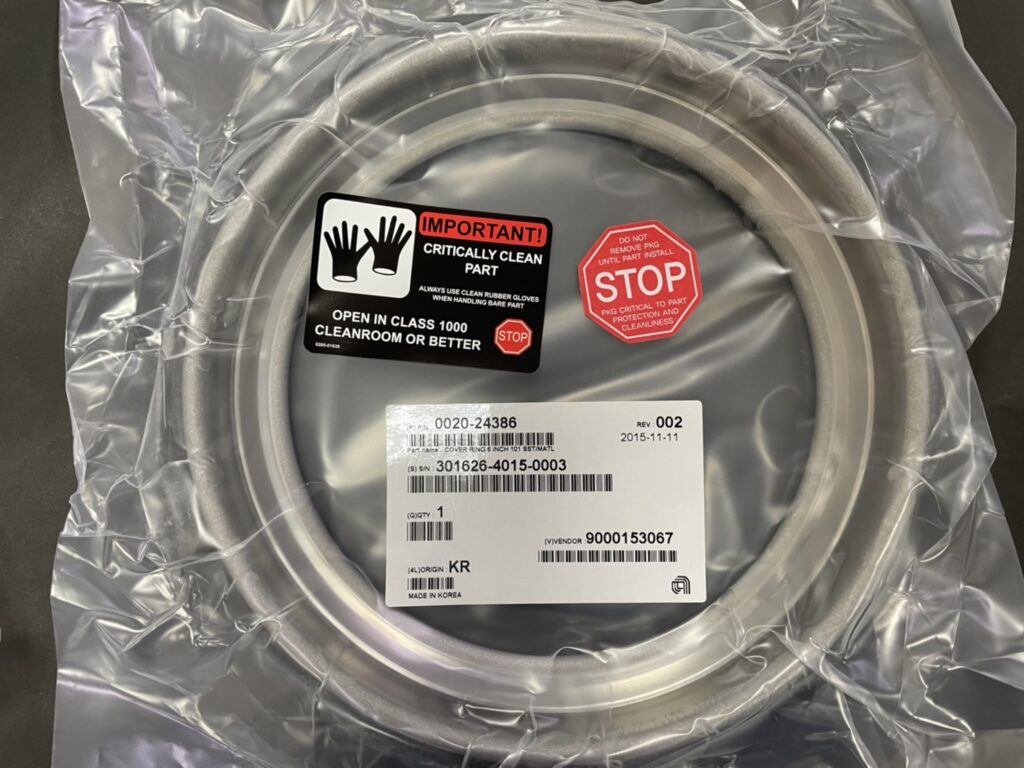 IMPORTANT!
CRITICALLY CLEAN
PART
ALWAYS USE CLEAN RUBBER GLOVES
WHEN HANDLING BARE PART
OPEN IN CLASS 1000
CLEANROOM OR BETTER
STOP
DO NOT
REMOVE PKG
UNTIL PART INSTALL
STOP
PKG CRITICAL TO PART
PROTECTION AND
CLEANLINESS
(P) P/N: 0020-24386
REV : 002
2015-11-11
Part name : COVER RING 6 INCH 101 SST/MATL
(S) S/N : 301626-4015-0003
(Q)QTY : 1
(V)VENDOR : 9000153067
(4L)ORIGIN : KR
MADE IN KOREA